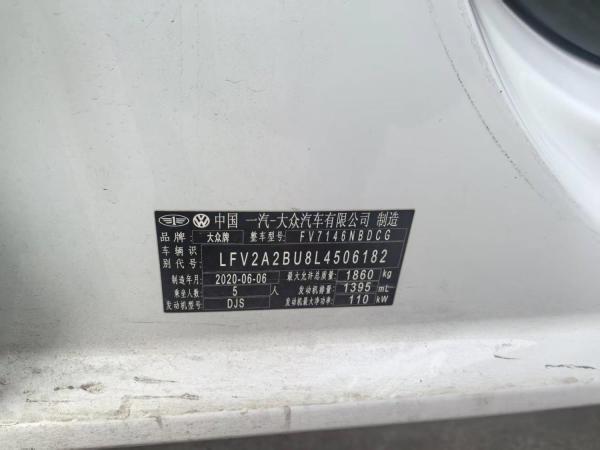 中国 一汽-大众汽车有限公司 制造
品牌: 大众牌 整车型号: FV7146NBDCG
车辆识别代号: LFV2A2BU8L4506182
制造年月 2020-06-06 最大允许总质量: 1860 kg
乘坐人数: 5 人 发动机排量: 1395 mL
发动机型号: DJS 发动机最大净功率: 110 kW